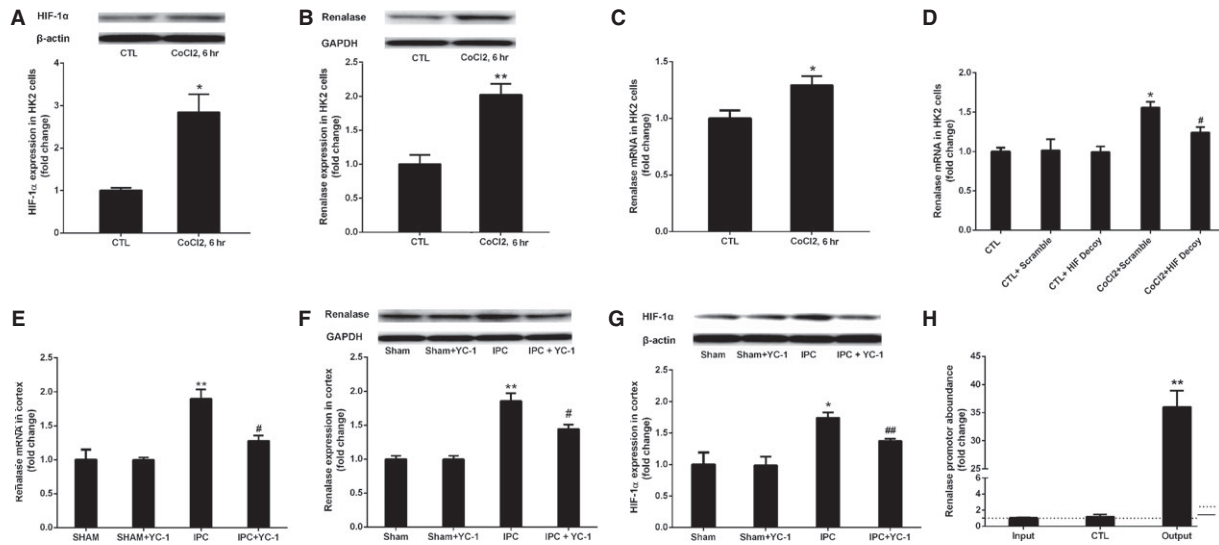 A
HIF-1α
β-actin
CTL
CoCl2, 6 hr
HIF-1α expression in HK2 cells
(fold change)
4
3
2
1
0
*
CTL
CoCl2, 6 hr
B
Renalase
GAPDH
CTL
CoCl2, 6 hr
Renalase expression in HK2 cells
(fold change)
2.5
2.0
1.5
1.0
0.5
0.0
**
CTL
CoCl2, 6 hr
C
Renalase mRNA in HK2 cells
(fold change)
1.5
1.0
0.5
0.0
*
CTL
CoCl2, 6 hr
D
Renalase mRNA in HK2 cells
(fold change)
2.0
1.5
1.0
0.5
0.0
*
#
CTL
CTL+ Scramble
CTL+ HIF Decoy
CoCl2+Scramble
CoCl2+HIF Decoy
E
Renalase mRNA in cortex
(fold change)
2.5
2.0
1.5
1.0
0.5
0.0
**
#
SHAM
SHAM+YC-1
IPC
IPC+YC-1
F
Renalase
GAPDH
Sham
Sham+YC-1
IPC
IPC + YC-1
Renalase expression in cortex
(fold change)
2.5
2.0
1.5
1.0
0.5
0.0
**
#
Sham
Sham+YC-1
IPC
IPC + YC-1
G
HIF-1α
β-actin
Sham
Sham+YC-1
IPC
IPC + YC-1
HIF-1α expression in cortex
(fold change)
2.5
2.0
1.5
1.0
0.5
0.0
*
##
Sham
Sham+YC-1
IPC
IPC+YC-1
H
Renalase promotor aboundance
(fold change)
45
40
35
30
25
6
4
2
0
**
Input
CTL
Output